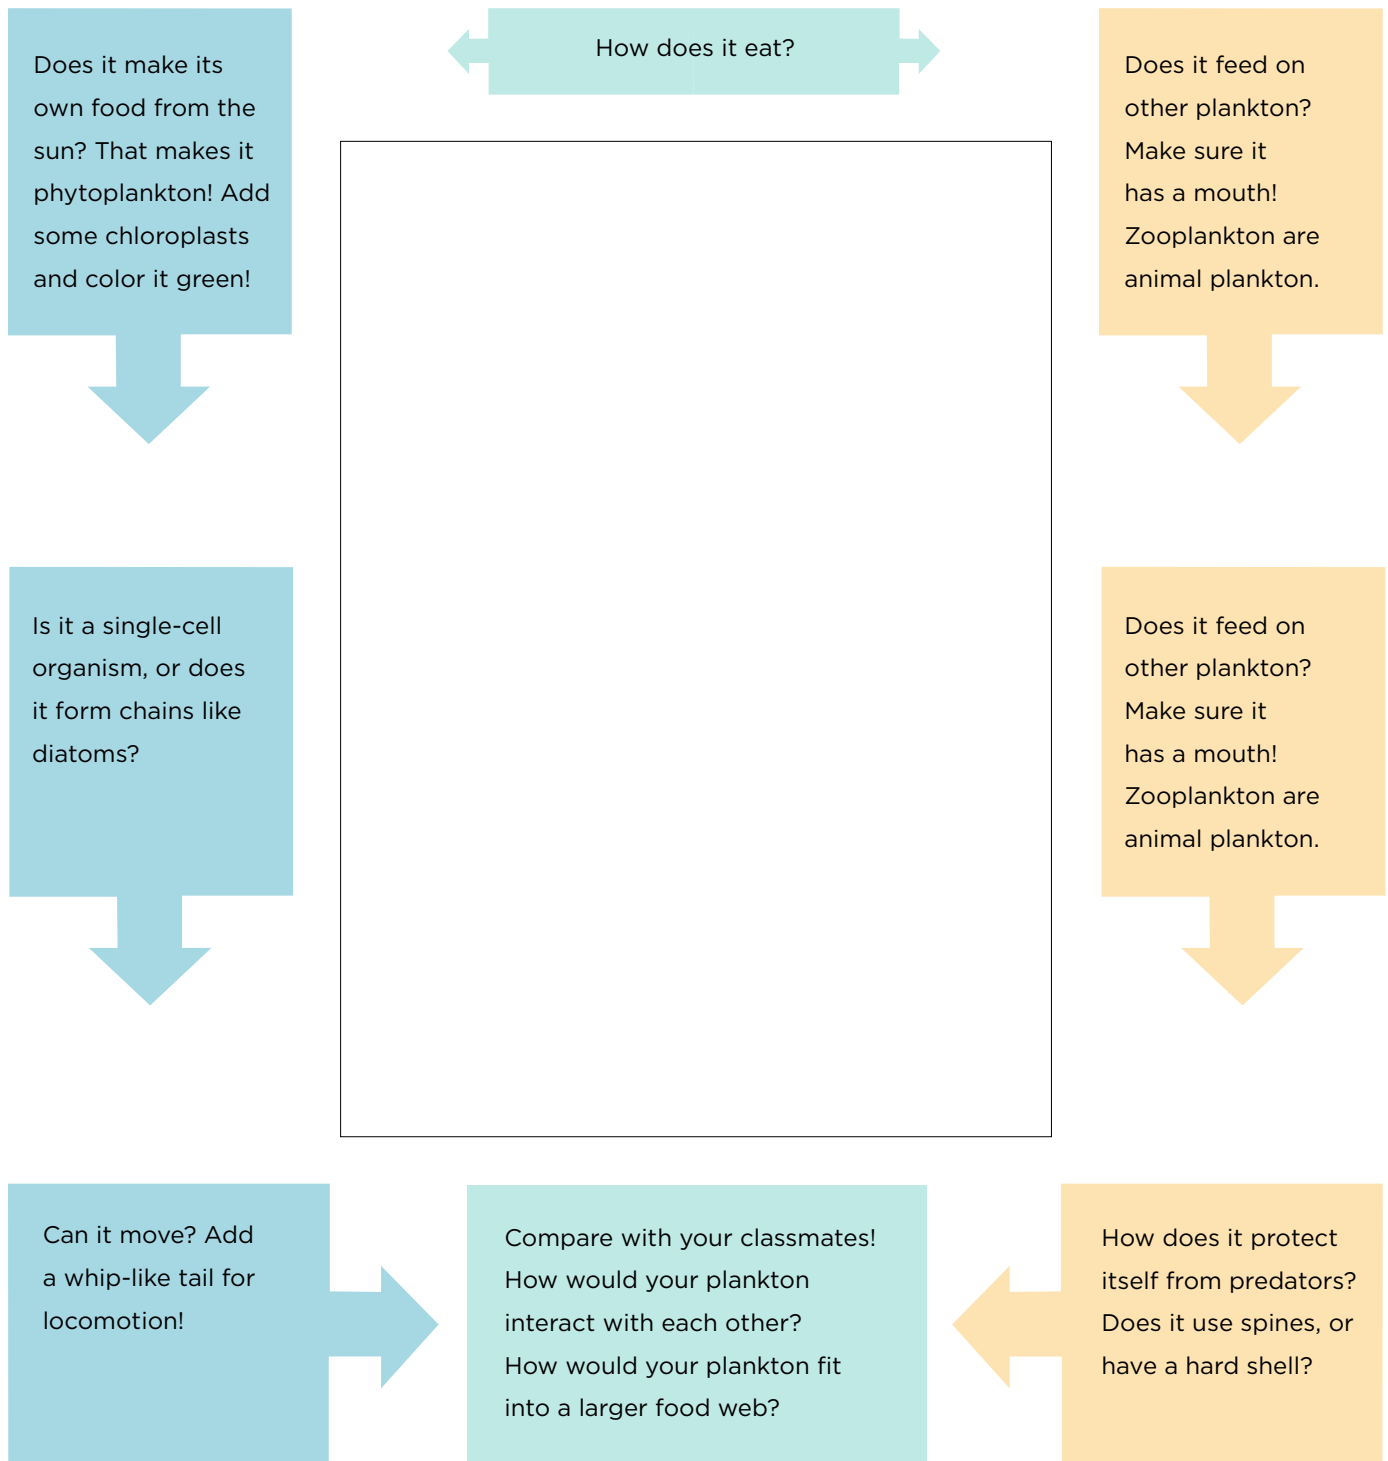 How does it eat?
Does it make its
own food from the
sun? That makes it
phytoplankton! Add
some chloroplasts
and color it green!
Is it a single-cell
organism, or does
it form chains like
diatoms?
Can it move? Add
a whip-like tail for
locomotion!
Does it feed on
other plankton?
Make sure it
has a mouth!
Zooplankton are
animal plankton.
Does it feed on
other plankton?
Make sure it
has a mouth!
Zooplankton are
animal plankton.
How does it protect
itself from predators?
Does it use spines, or
have a hard shell?
Compare with your classmates!
How would your plankton
interact with each other?
How would your plankton fit
into a larger food web?